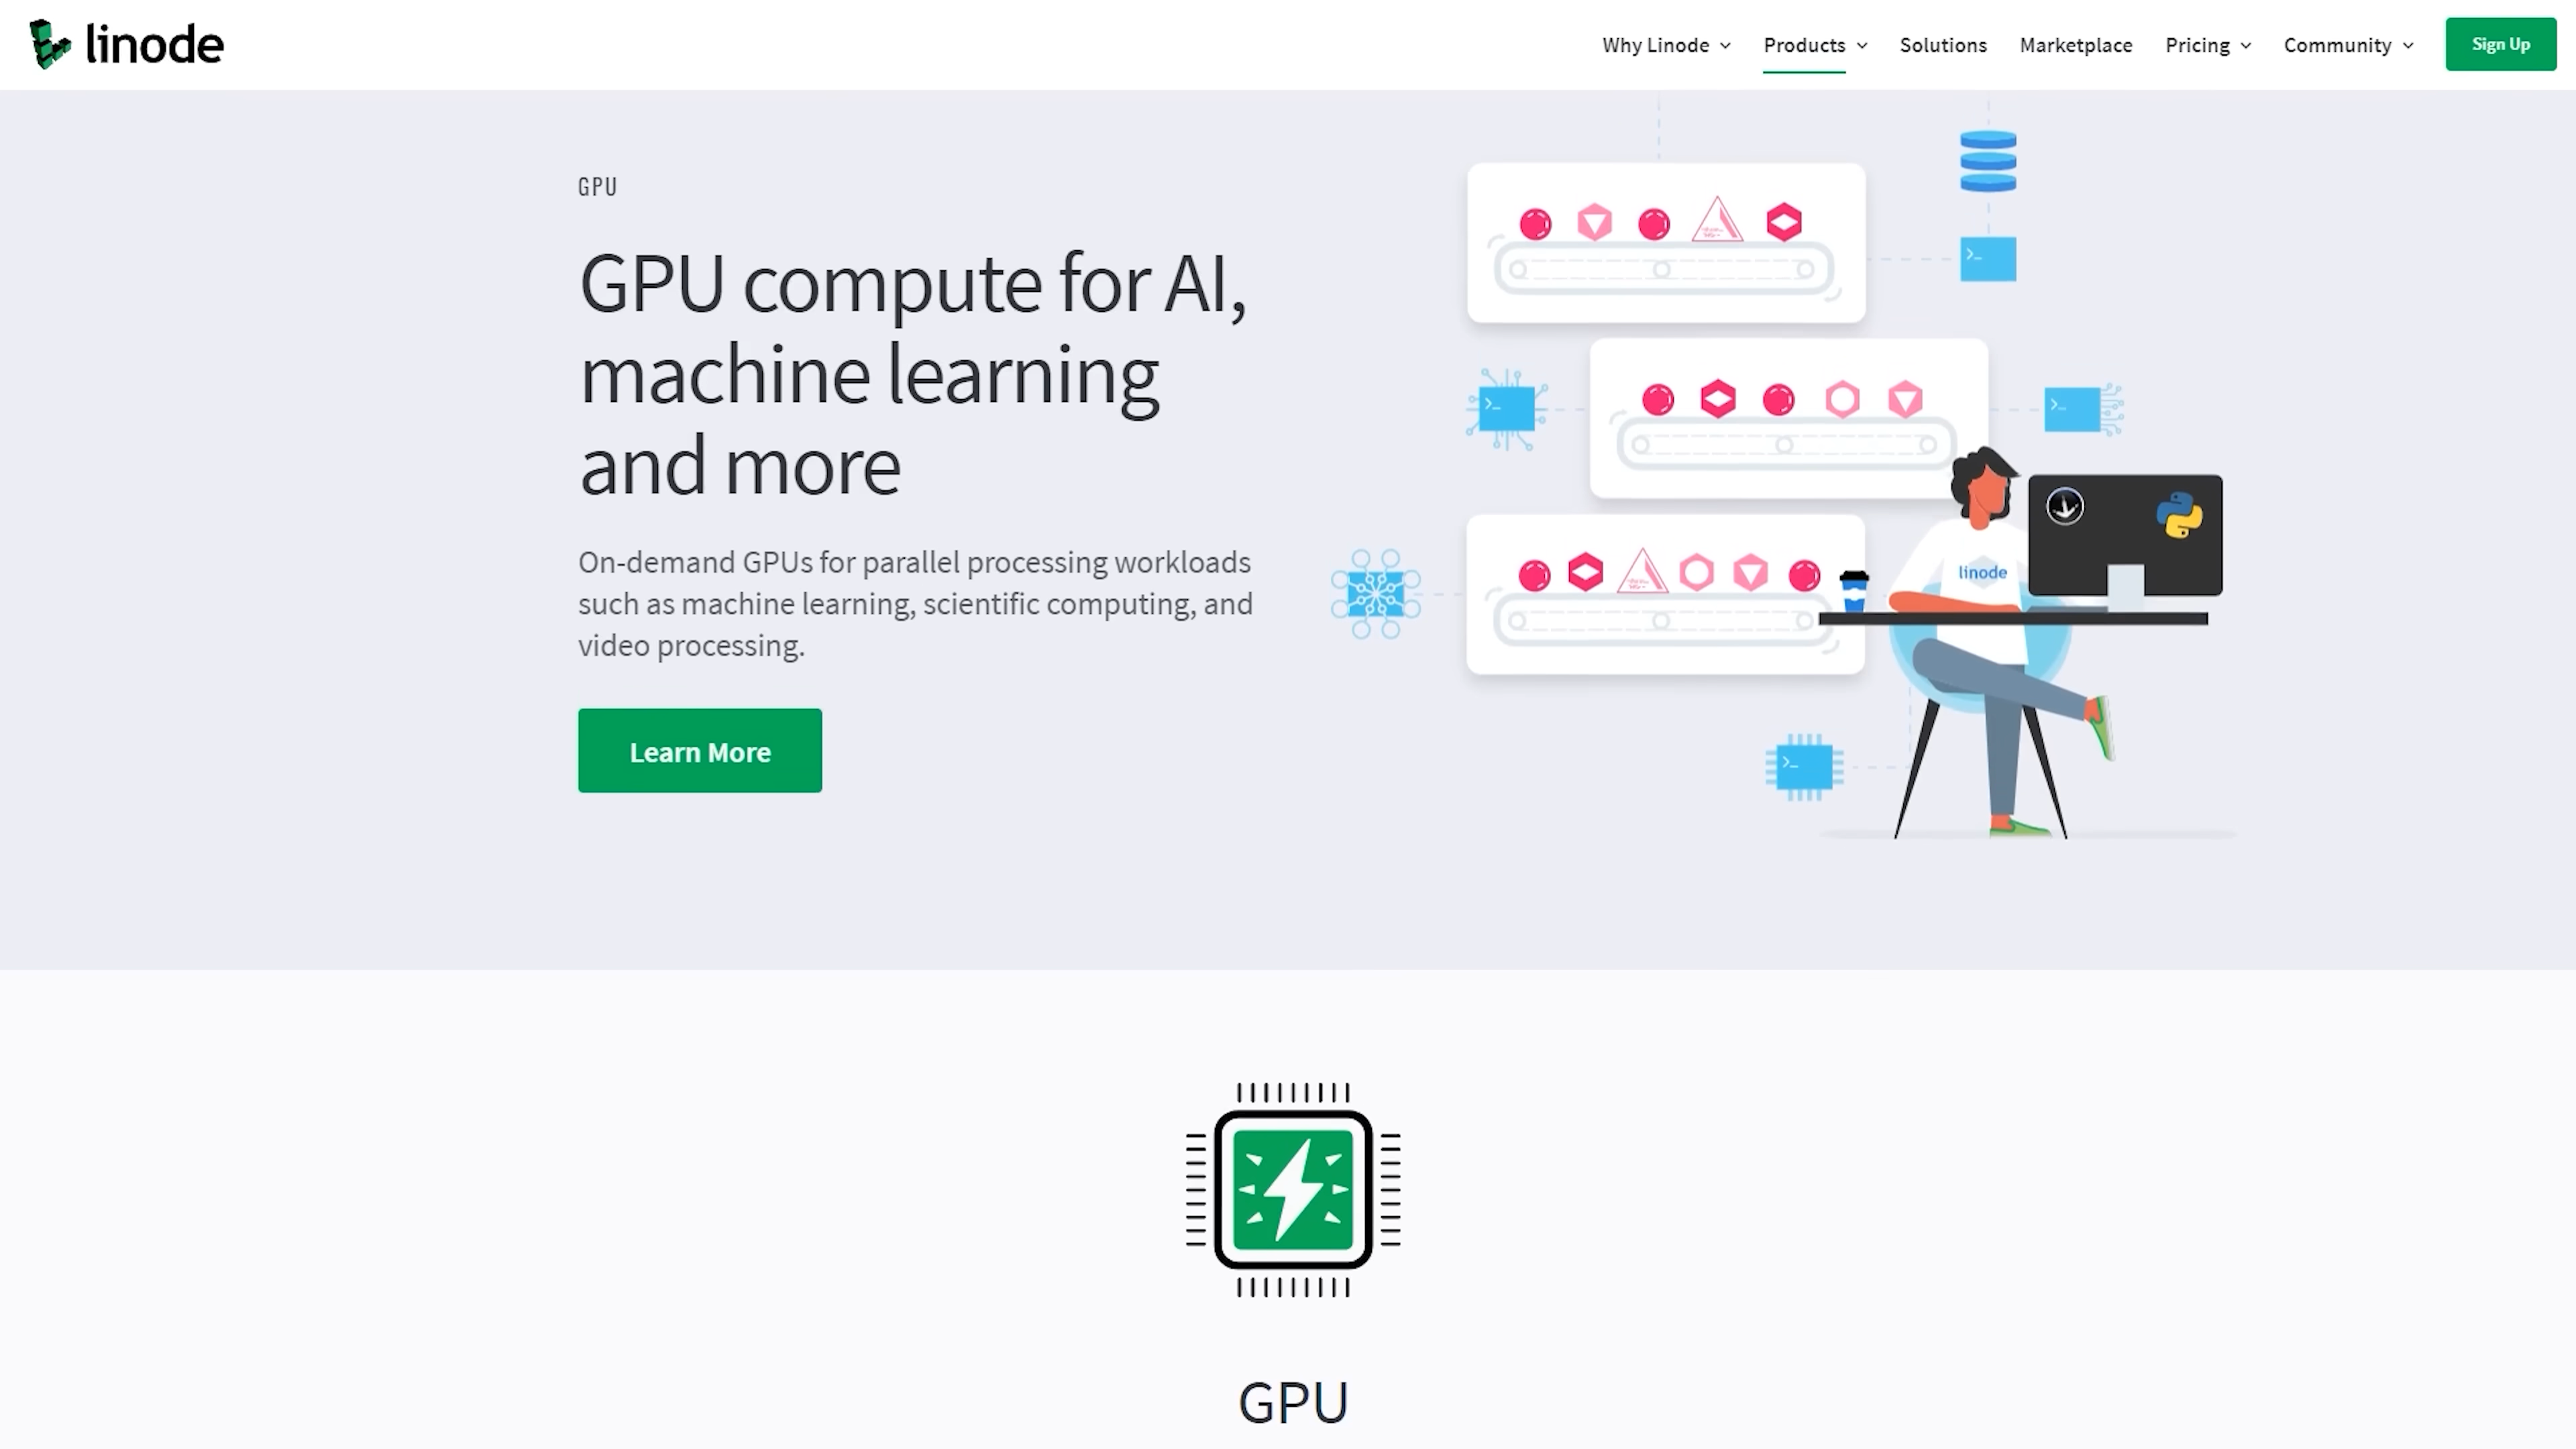 linode
Why Linode
Products
Solutions
Marketplace
Pricing
Community
Sign Up
GPU
GPU compute for AI,
machine learning
and more
On-demand GPUs for parallel processing workloads
such as machine learning, scientific computing, and
video processing.
Learn More
>_
>_
>_
linode
>_
GPU